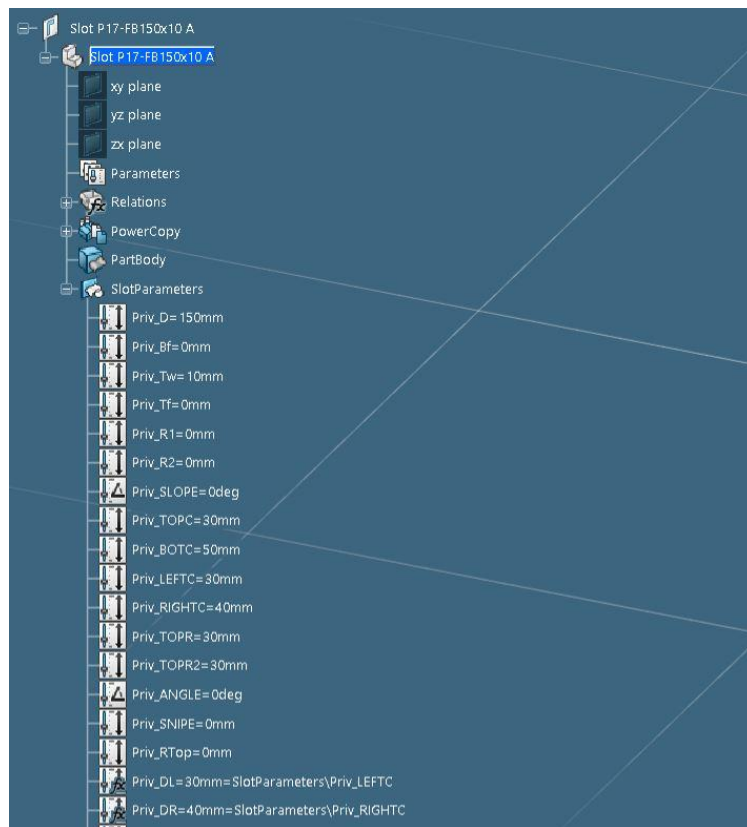 Slot P17-FB150x10 A
Slot P17-FB150x10 A
xy plane
yz plane
zx plane
Parameters
Relations
PowerCopy
PartBody
SlotParameters
Priv_D=150mm
Priv_Bf=0mm
Priv_Tw=10mm
Priv_Tf=0mm
Priv_R1=0mm
Priv_R2=0mm
Priv_SLOPE=0deg
Priv_TOPC=30mm
Priv_BOTC=50mm
Priv_LEFTC=30mm
Priv_RIGHTC=40mm
Priv_TOPR=30mm
Priv_TOPR2=30mm
Priv_ANGLE=0deg
Priv_SNIPE=0mm
Priv_RTop=0mm
Priv_DL=30mm=SlotParameters\Priv_LEFTC
Priv_DR=40mm=SlotParameters\Priv_RIGHTC